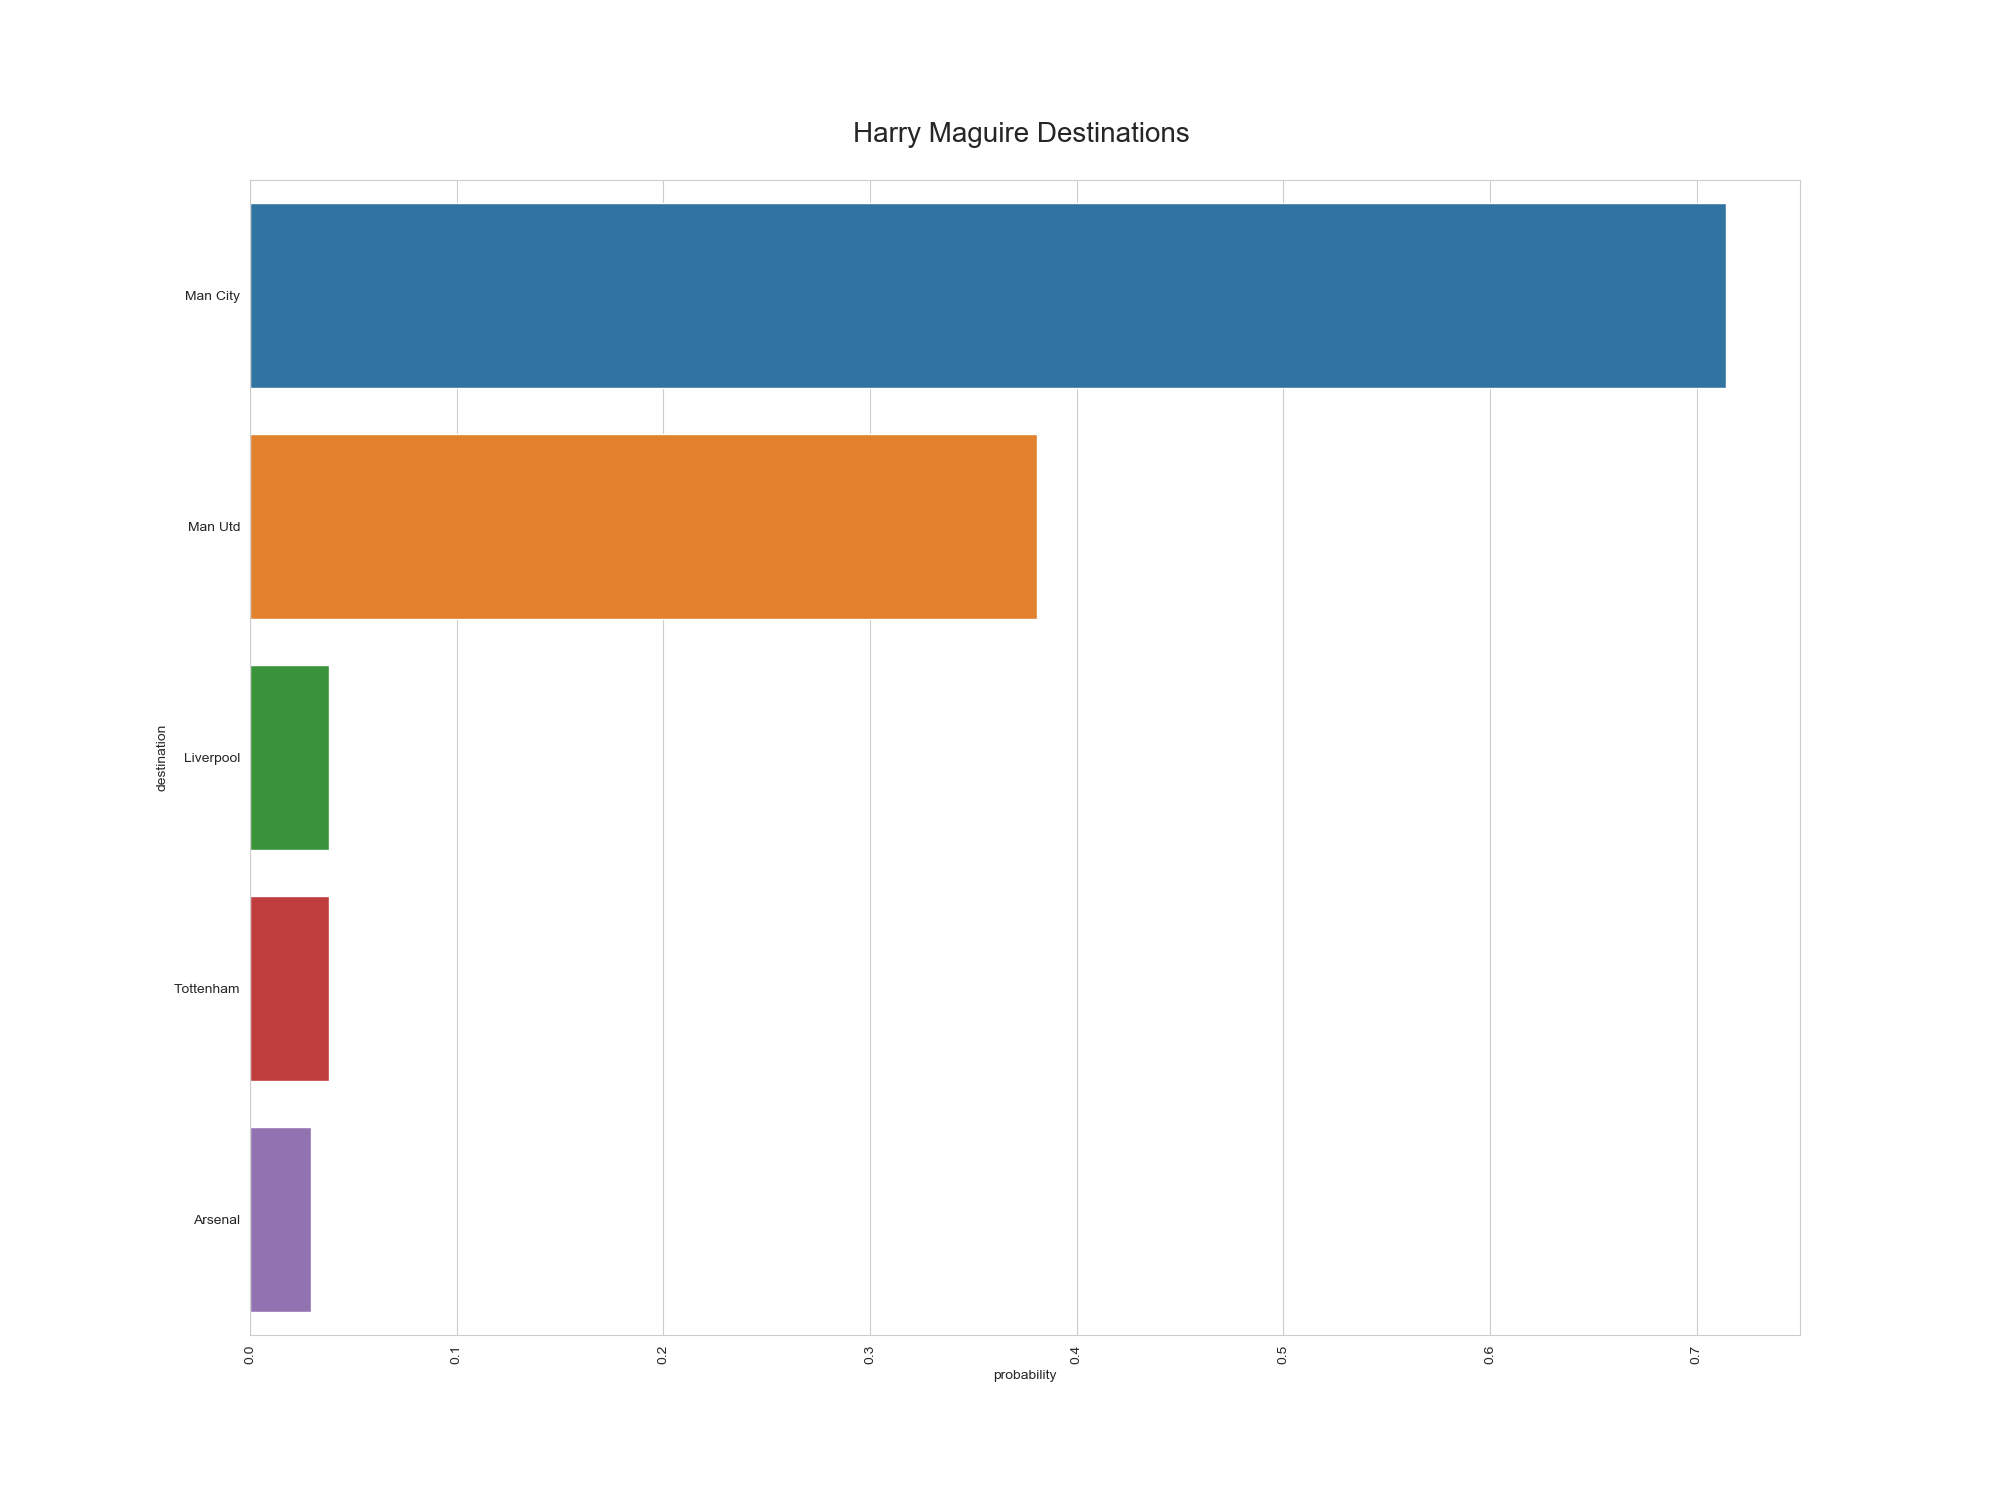 Harry Maguire Destinations
Man City
Man Utd
Liverpool
Tottenham
Arsenal
destination
0.0 0.1 0.2 0.3 0.4 0.5 0.6 0.7
probability